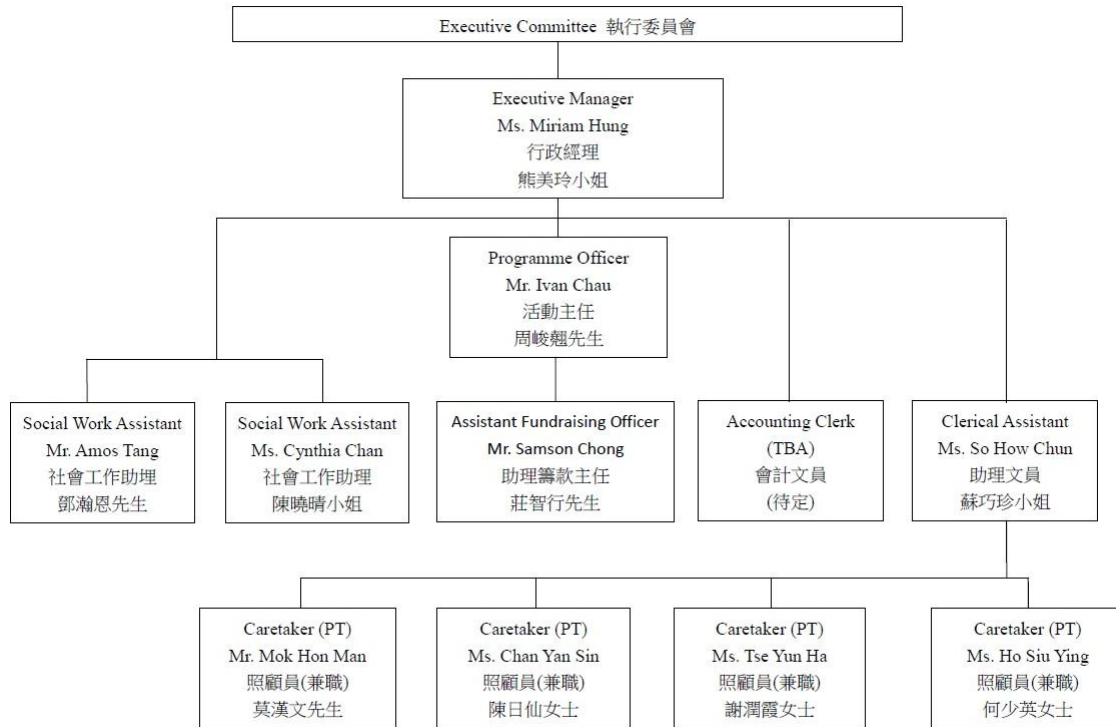 Executive Committee 執行委員會
Executive Manager
Ms. Miriam Hung
行政經理
熊美玲小姐
Programme Officer
Mr. Ivan Chau
活動主任
周峻翹先生
Social Work Assistant
Mr. Amos Tang
社會工作助理
鄧瀚恩先生
Social Work Assistant
Ms. Cynthia Chan
社會工作助理
陳曉晴小姐
Assistant Fundraising Officer
Mr. Samson Chong
助理籌款主任
莊智行先生
Accounting Clerk
(TBA)
會計文員
(待定)
Clerical Assistant
Ms. So How Chun
助理文員
蘇巧珍小姐
Caretaker (PT)
Mr. Mok Hon Man
照顧員(兼職)
莫漢文先生
Caretaker (PT)
Ms. Chan Yan Sin
照顧員(兼職)
陳日仙女士
Caretaker (PT)
Ms. Tse Yun Ha
照顧員(兼職)
謝潤霞女士
Caretaker (PT)
Ms. Ho Siu Ying
照顧員(兼職)
何少英女士